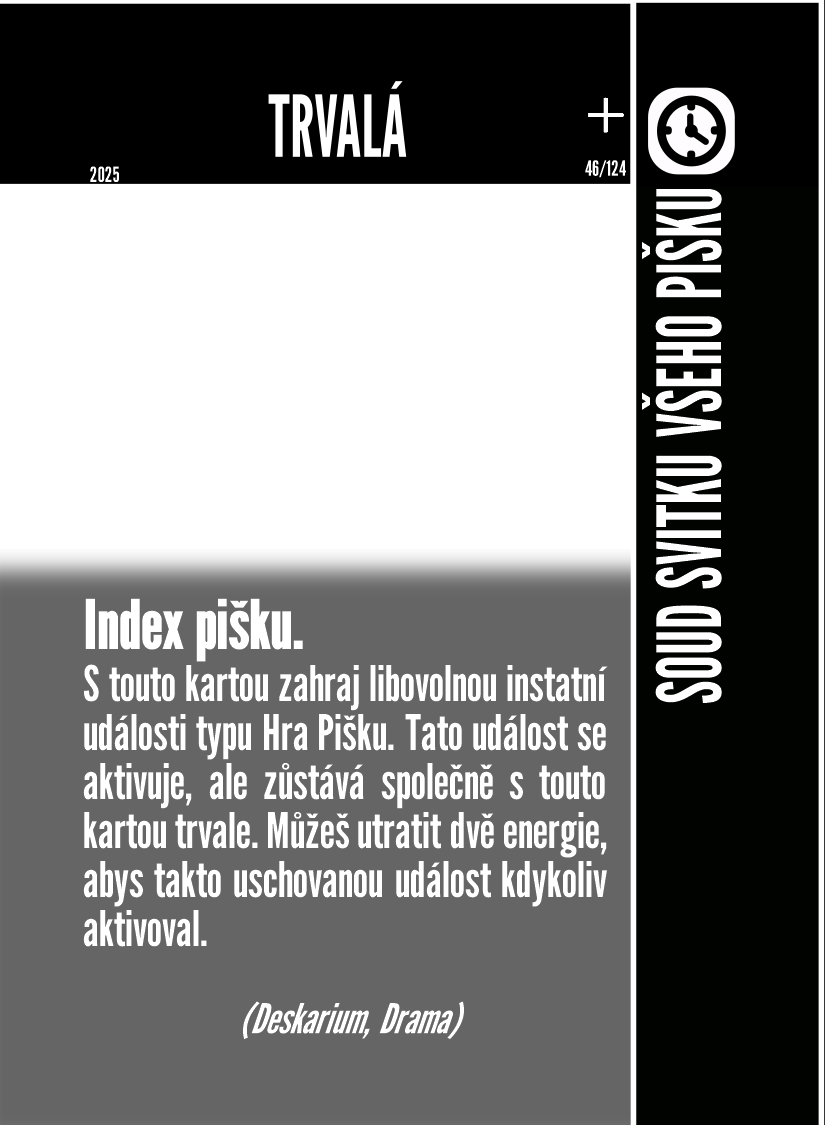 TRVALÁ
2025
46/124
SOUD SVITKU VŠEHO PIŠKU
Index pišku.
S touto kartou zahraj libovolnou instatní
události typu Hra Pišku. Tato událost se
aktivuje, ale zůstává společně s touto
kartou trvale. Můžeš utratit dvě energie,
abys takto uschovanou událost kdykoliv
aktivoval.
(Deskarium, Drama)